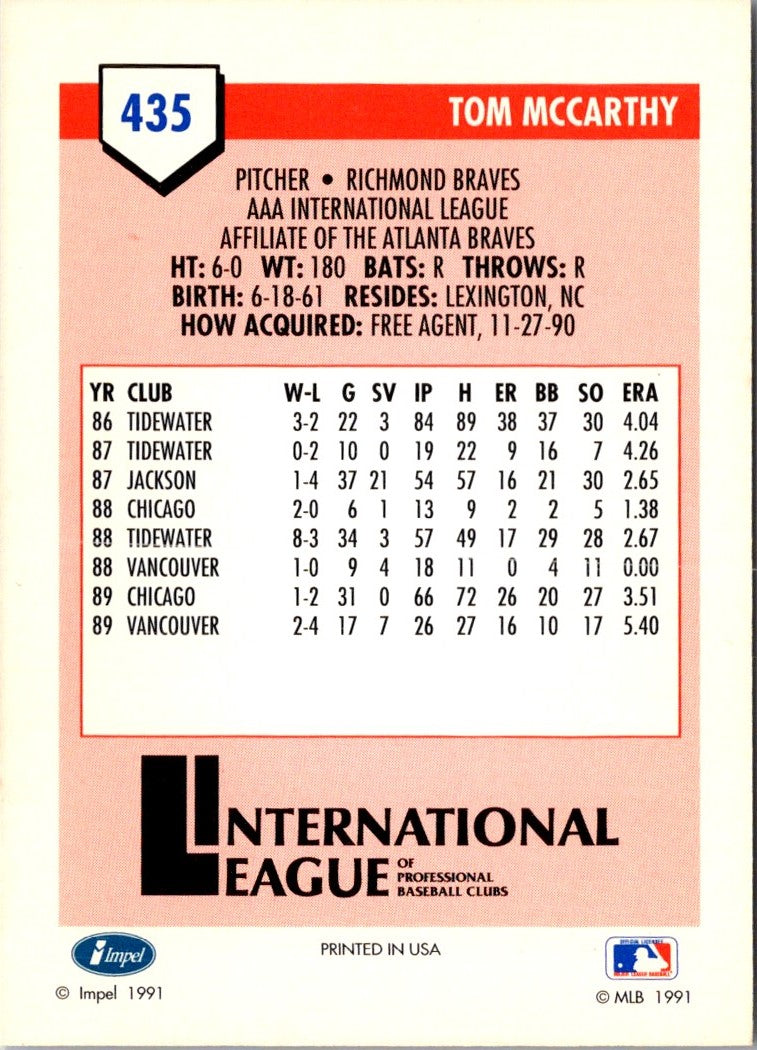 435
TOM MCCARTHY
PITCHER • RICHMOND BRAVES
AAA INTERNATIONAL LEAGUE
AFFILIATE OF THE ATLANTA BRAVES
HT: 6-0 WT: 180 BATS: R THROWS: R
BIRTH: 6-18-61 RESIDES: LEXINGTON, NC
HOW ACQUIRED: FREE AGENT, 11-27-90
YR CLUB W-L G SV IP H ER BB SO ERA
86 TIDEWATER 3-2 22 3 84 89 38 37 30 4.04
87 TIDEWATER 0-2 10 0 19 22 9 16 7 4.26
87 JACKSON 1-4 37 21 54 57 16 21 30 2.65
88 CHICAGO 2-0 6 1 13 9 2 2 5 1.38
88 TIDEWATER 8-3 34 3 57 49 17 29 28 2.67
88 VANCOUVER 1-0 9 4 18 11 0 4 11 0.00
89 CHICAGO 1-2 31 0 66 72 26 20 27 3.51
89 VANCOUVER 2-4 17 7 26 27 16 10 17 5.40
INTERNATIONAL
LEAGUE OF
PROFESSIONAL
BASEBALL CLUBS
Impel
PRINTED IN USA
OFFICIAL LICENSEE
MAJOR LEAGUE BASEBALL
© Impel 1991
© MLB 1991